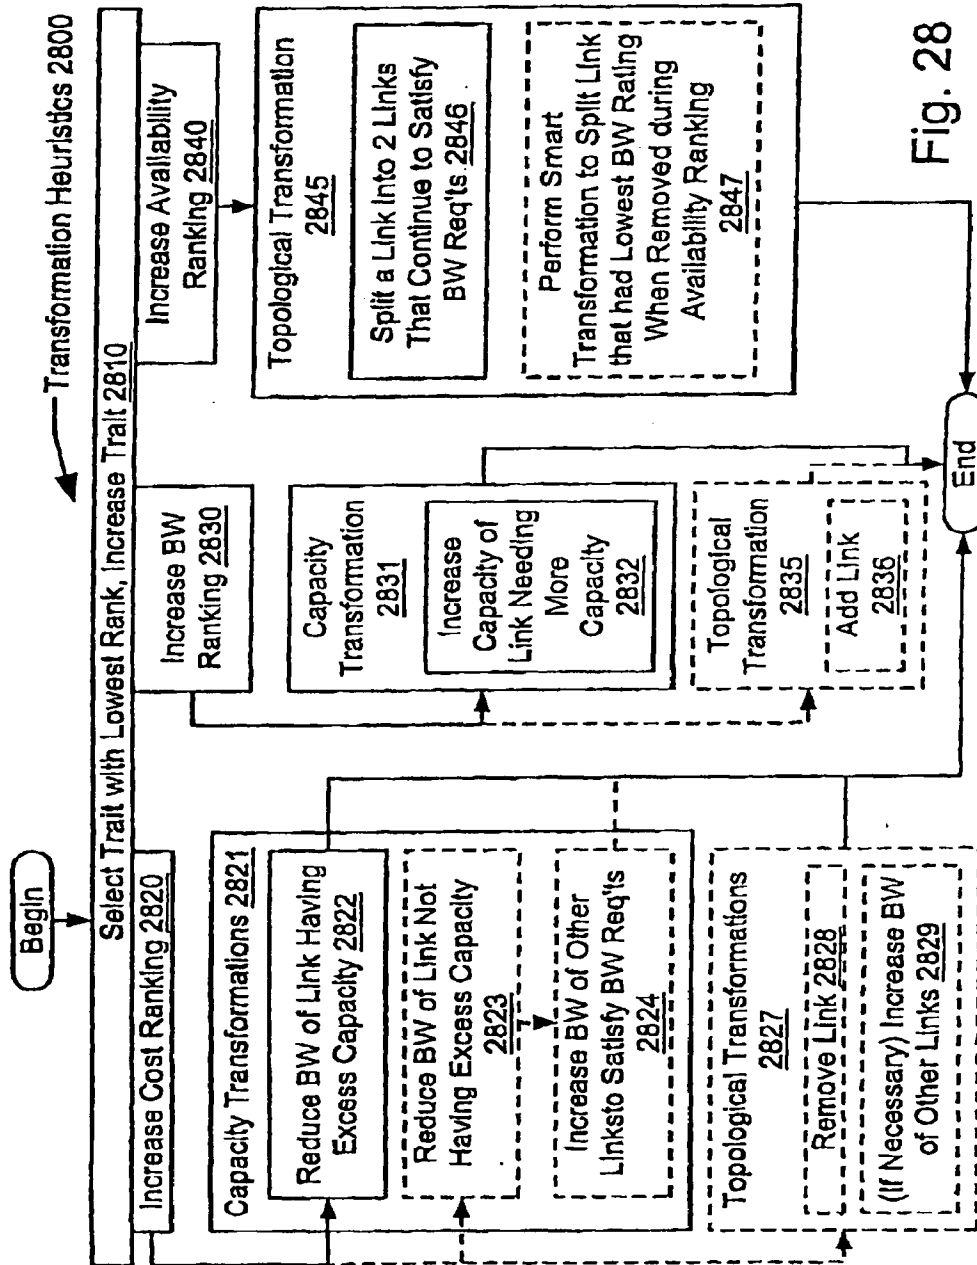 Transformation Heuristics 2800
Begin
Select Trait with Lowest Rank, Increase Trait 2810
Increase Cost Ranking 2820
Capacity Transformations 2821
Reduce BW of Link Having
Excess Capacity 2822
Reduce BW of Link Not
Having Excess Capacity
2823
Increase BW of Other
Linksto Satisfy BW Req'ts
2824
Topological Transformations
2827
Remove Link 2828
(If Necessary) Increase BW
of Other Links 2829
Increase BW
Ranking 2830
Capacity
Transformation
2831
Increase
Capacity of
Link Needing
More
Capacity
2832
Topological
Transformation
2835
Add Link
2836
Increase Availability
Ranking 2840
Topological Transformation
2845
Split a Link Into 2 Links
That Continue to Satisfy
BW Req'ts 2846
Perform Smart
Transformation to Split Link
that had Lowest BW Rating
When Removed during
Availability Ranking
2847
End
Fig. 28